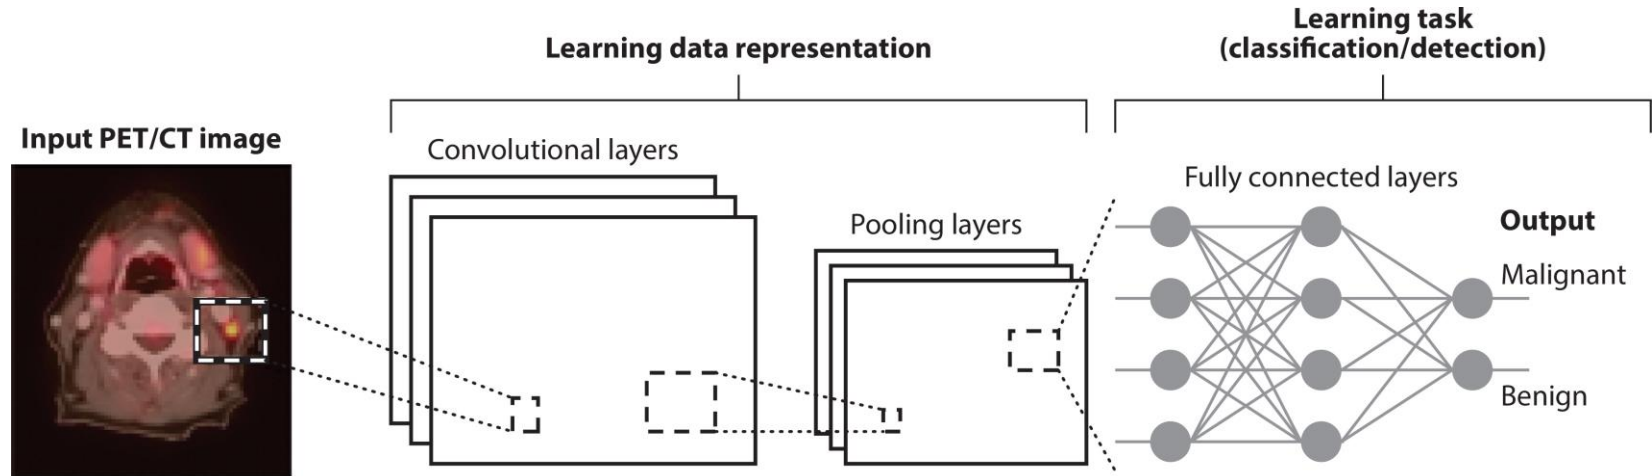 Learning task
(classification/detection)
Learning data representation
Input PET/CT image
Convolutional layers
Fully connected layers
Pooling layers
Output
Malignant
Benign